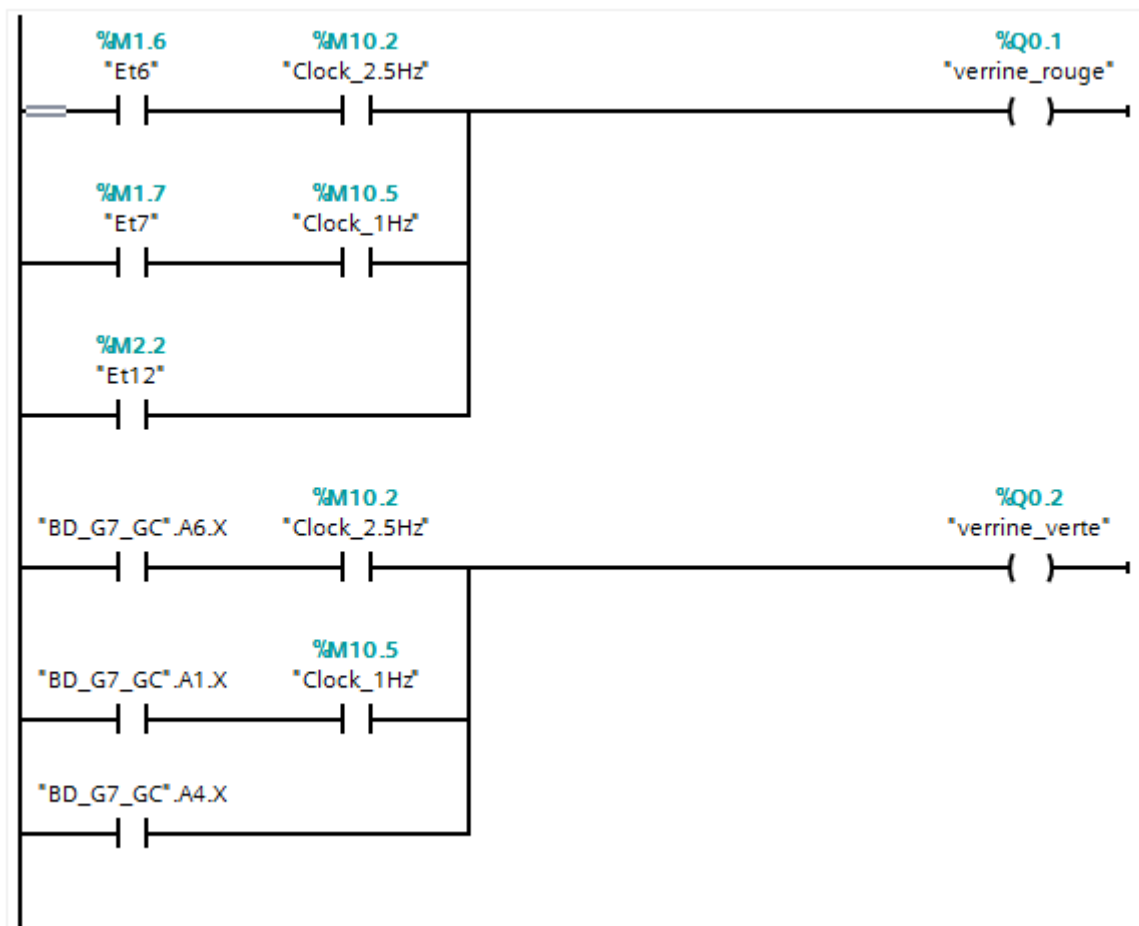 %M1.6 %M10.2 %Q0.1
"Et6" "Clock_2.5Hz" "verrine_rouge"
%M1.7 %M10.5
"Et7" "Clock_1Hz"
%M2.2
"Et12"
%M10.2 %Q0.2
"BD_G7_GC".A6.X "Clock_2.5Hz" "verrine_verte"
%M10.5
"BD_G7_GC".A1.X "Clock_1Hz"
"BD_G7_GC".A4.X